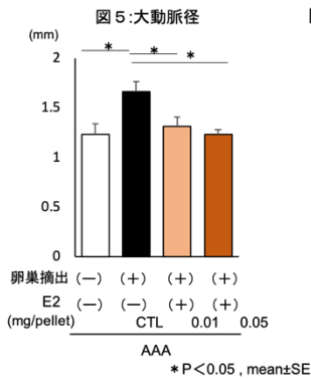 図5:大動脈径
(mm)
* * *
2
1.5
1
0.5
0
卵巣摘出 (－) (＋) (＋) (＋)
E2 (－) (－) (＋) (＋)
(mg/pellet) CTL 0.01 0.05
AAA
*P＜0.05 , mean±SE